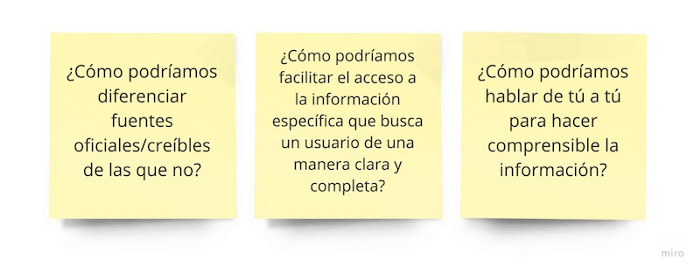 ¿Cómo podríamos
diferenciar
fuentes
oficiales/creíbles
de las que no?
¿Cómo podríamos
facilitar el acceso a
la información
específica que busca
un usuario de una
manera clara y
completa?
¿Cómo podríamos
hablar de tú a tú
para hacer
comprensible la
información?
miro